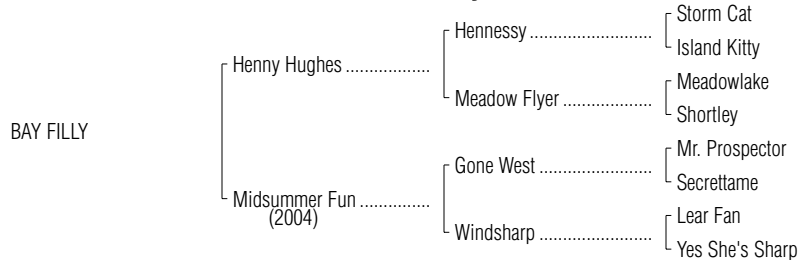 Storm Cat
Hennessy ..........................
Island Kitty
Henny Hughes ..................
Meadowlake
Meadow Flyer ...................
Shortley
BAY FILLY
Mr. Prospector
Gone West ........................
Secrettame
Midsummer Fun ...............
(2004)
Lear Fan
Windsharp ........................
Yes She's Sharp